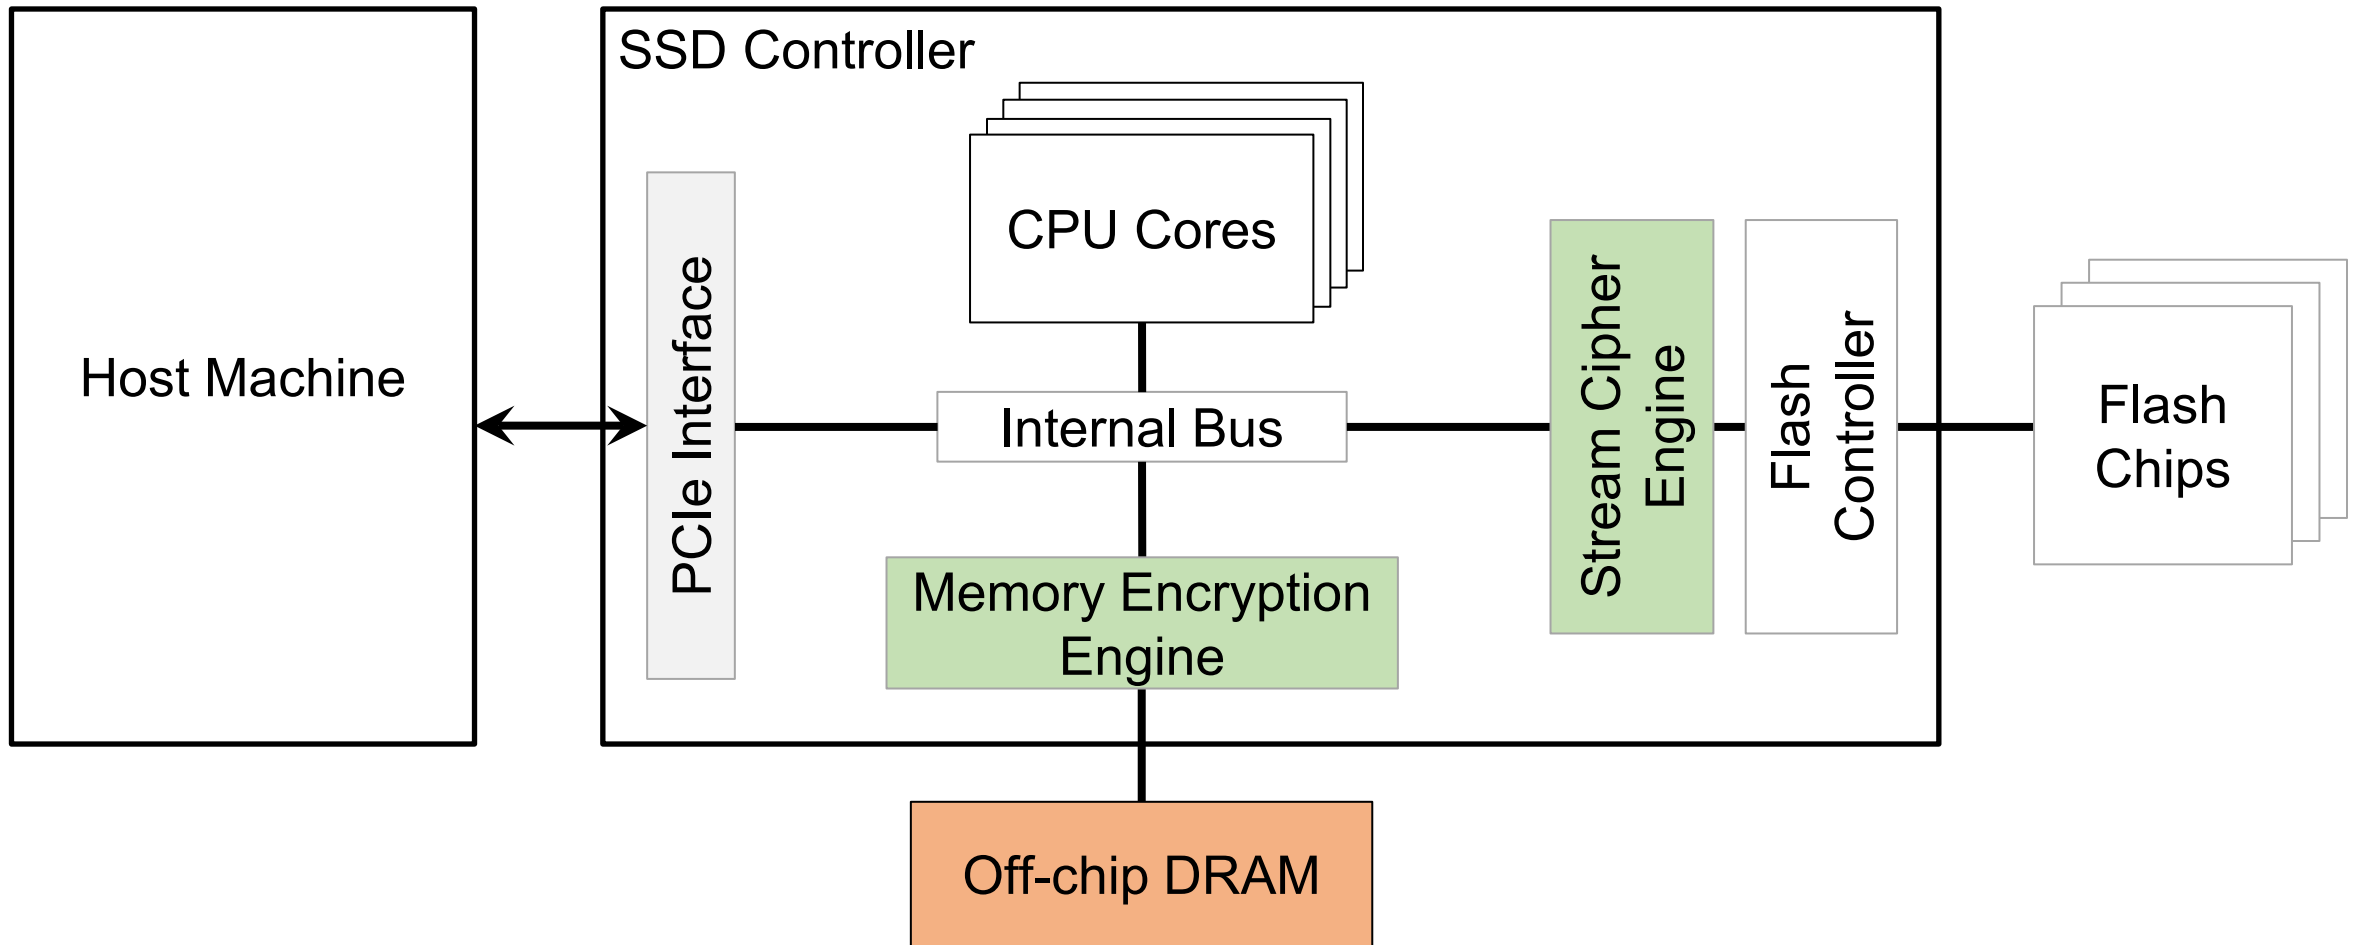 SSD Controller
Host Machine
PCIe Interface
CPU Cores
Internal Bus
Memory Encryption
Engine
Stream Cipher
Engine
Flash
Controller
Flash
Chips
Off-chip DRAM